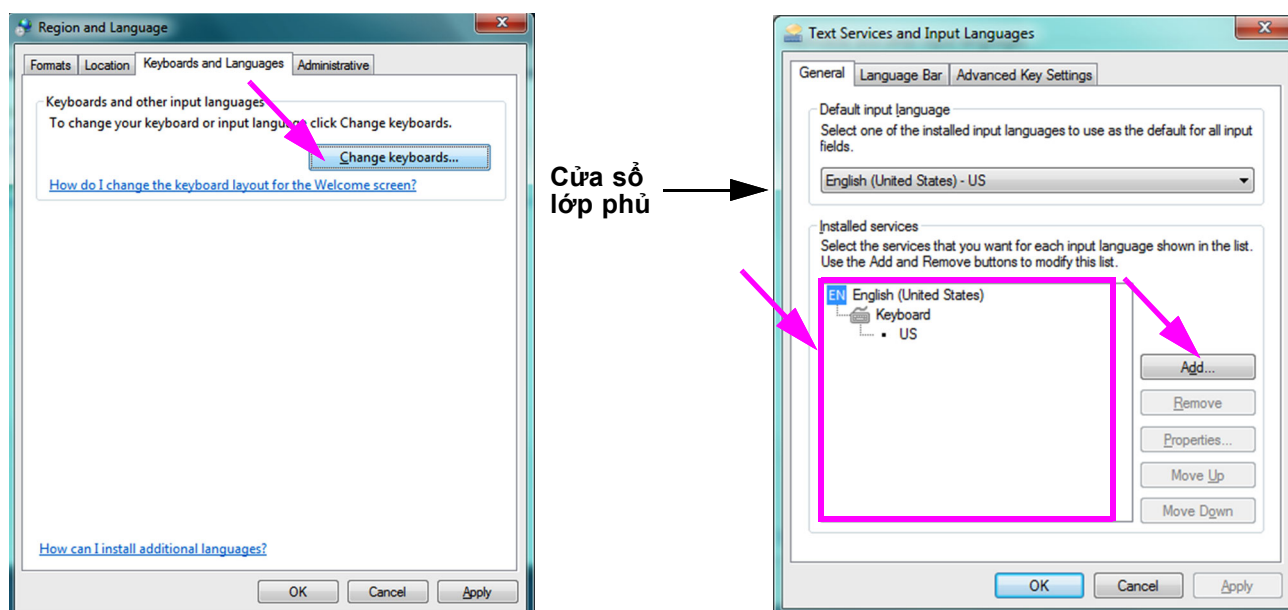 Region and Language
Formats Location Keyboards and Languages Administrative
Keyboards and other input languages
To change your keyboard or input language click Change keyboards.
Change keyboards...
How do I change the keyboard layout for the Welcome screen?
How can I install additional languages?
OK Cancel Apply
Cửa sổ
lớp phủ
Text Services and Input Languages
General Language Bar Advanced Key Settings
Default input language
Select one of the installed input languages to use as the default for all input
fields.
English (United States) - US
Installed services
Select the services that you want for each input language shown in the list.
Use the Add and Remove buttons to modify this list.
EN English (United States)
Keyboard
US
Add...
Remove
Properties...
Move Up
Move Down
OK Cancel Apply